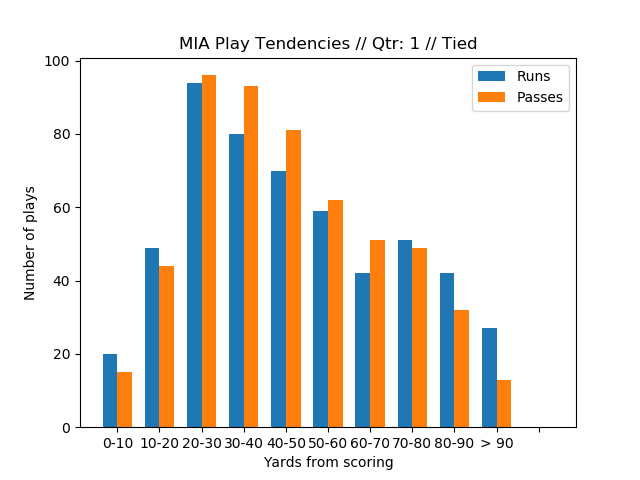 MIA Play Tendencies // Qtr: 1 // Tied
Runs
Passes
Number of plays
100
80
60
40
20
0
0-10 10-20 20-30 30-40 40-50 50-60 60-70 70-80 80-90 > 90
Yards from scoring